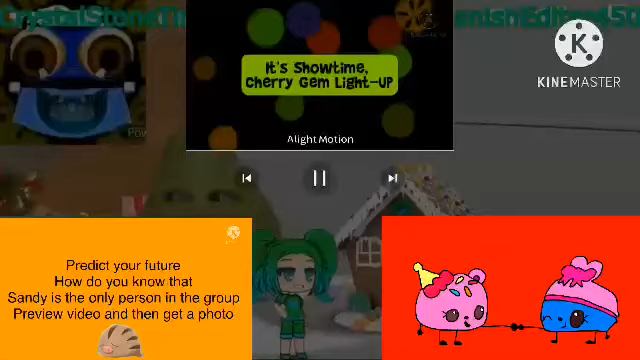 CrystalStoneTh
It's Showtime,
Cherry Gem Light-UP
Alight Motion
KINEMASTER
Predict your future
How do you know that
Sandy is the only person in the group
Preview video and then get a photo